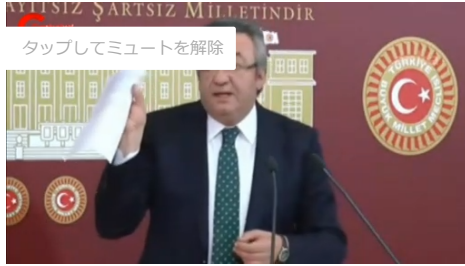 AYITSIZ ŞARTSIZ MİLLETİNDİR
タップしてミュートを解除
TÜRKİYE
BÜYÜK MİLLET MECLİSİ